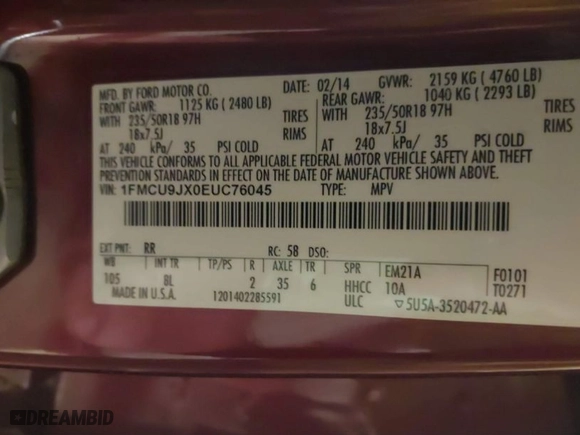 MFD. BY FORD MOTOR CO.
DATE: 02/14 GVWR: 2159 KG ( 4760 LB)
FRONT GAWR: 1125 KG ( 2480 LB)
REAR GAWR: 1040 KG ( 2293 LB)
WITH 235/50R18 97H TIRES
18x7.5J RIMS
AT 240 kPa/ 35 PSI COLD
WITH 235/50R18 97H TIRES
18x7.5J RIMS
AT 240 kPa/ 35 PSI COLD
THIS VEHICLE CONFORMS TO ALL APPLICABLE FEDERAL MOTOR VEHICLE SAFETY AND THEFT
PREVENTION STANDARDS IN EFFECT ON THE DATE OF MANUFACTURE SHOWN ABOVE.
VIN: 1FMCU9JX0EUC76045 TYPE: MPV
EXT PNT: RR RC: 58 DSO:
WB INT TR TP/PS R AXLE TR SPR EM21A F0101
105 8L 2 35 6 HHCC 10A T0271
MADE IN U.S.A. 1201402285591 ULC ▽5U5A-3520472-AA
DREAMBID